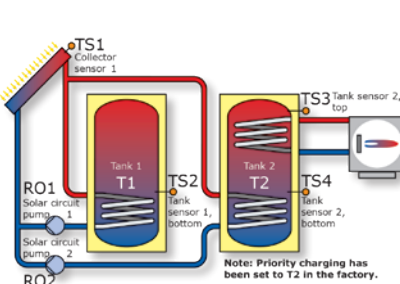 TS1
Collector
sensor 1
TS3 Tank sensor 2,
top
Tank 1
T1
Tank 2
T2
TS2
Tank
sensor 1,
bottom
TS4
Tank
sensor 2,
bottom
RO1
Solar circuit
pump 1
Solar circuit
pump 2
RO2
Note: Priority charging has
been set to T2 in the factory.